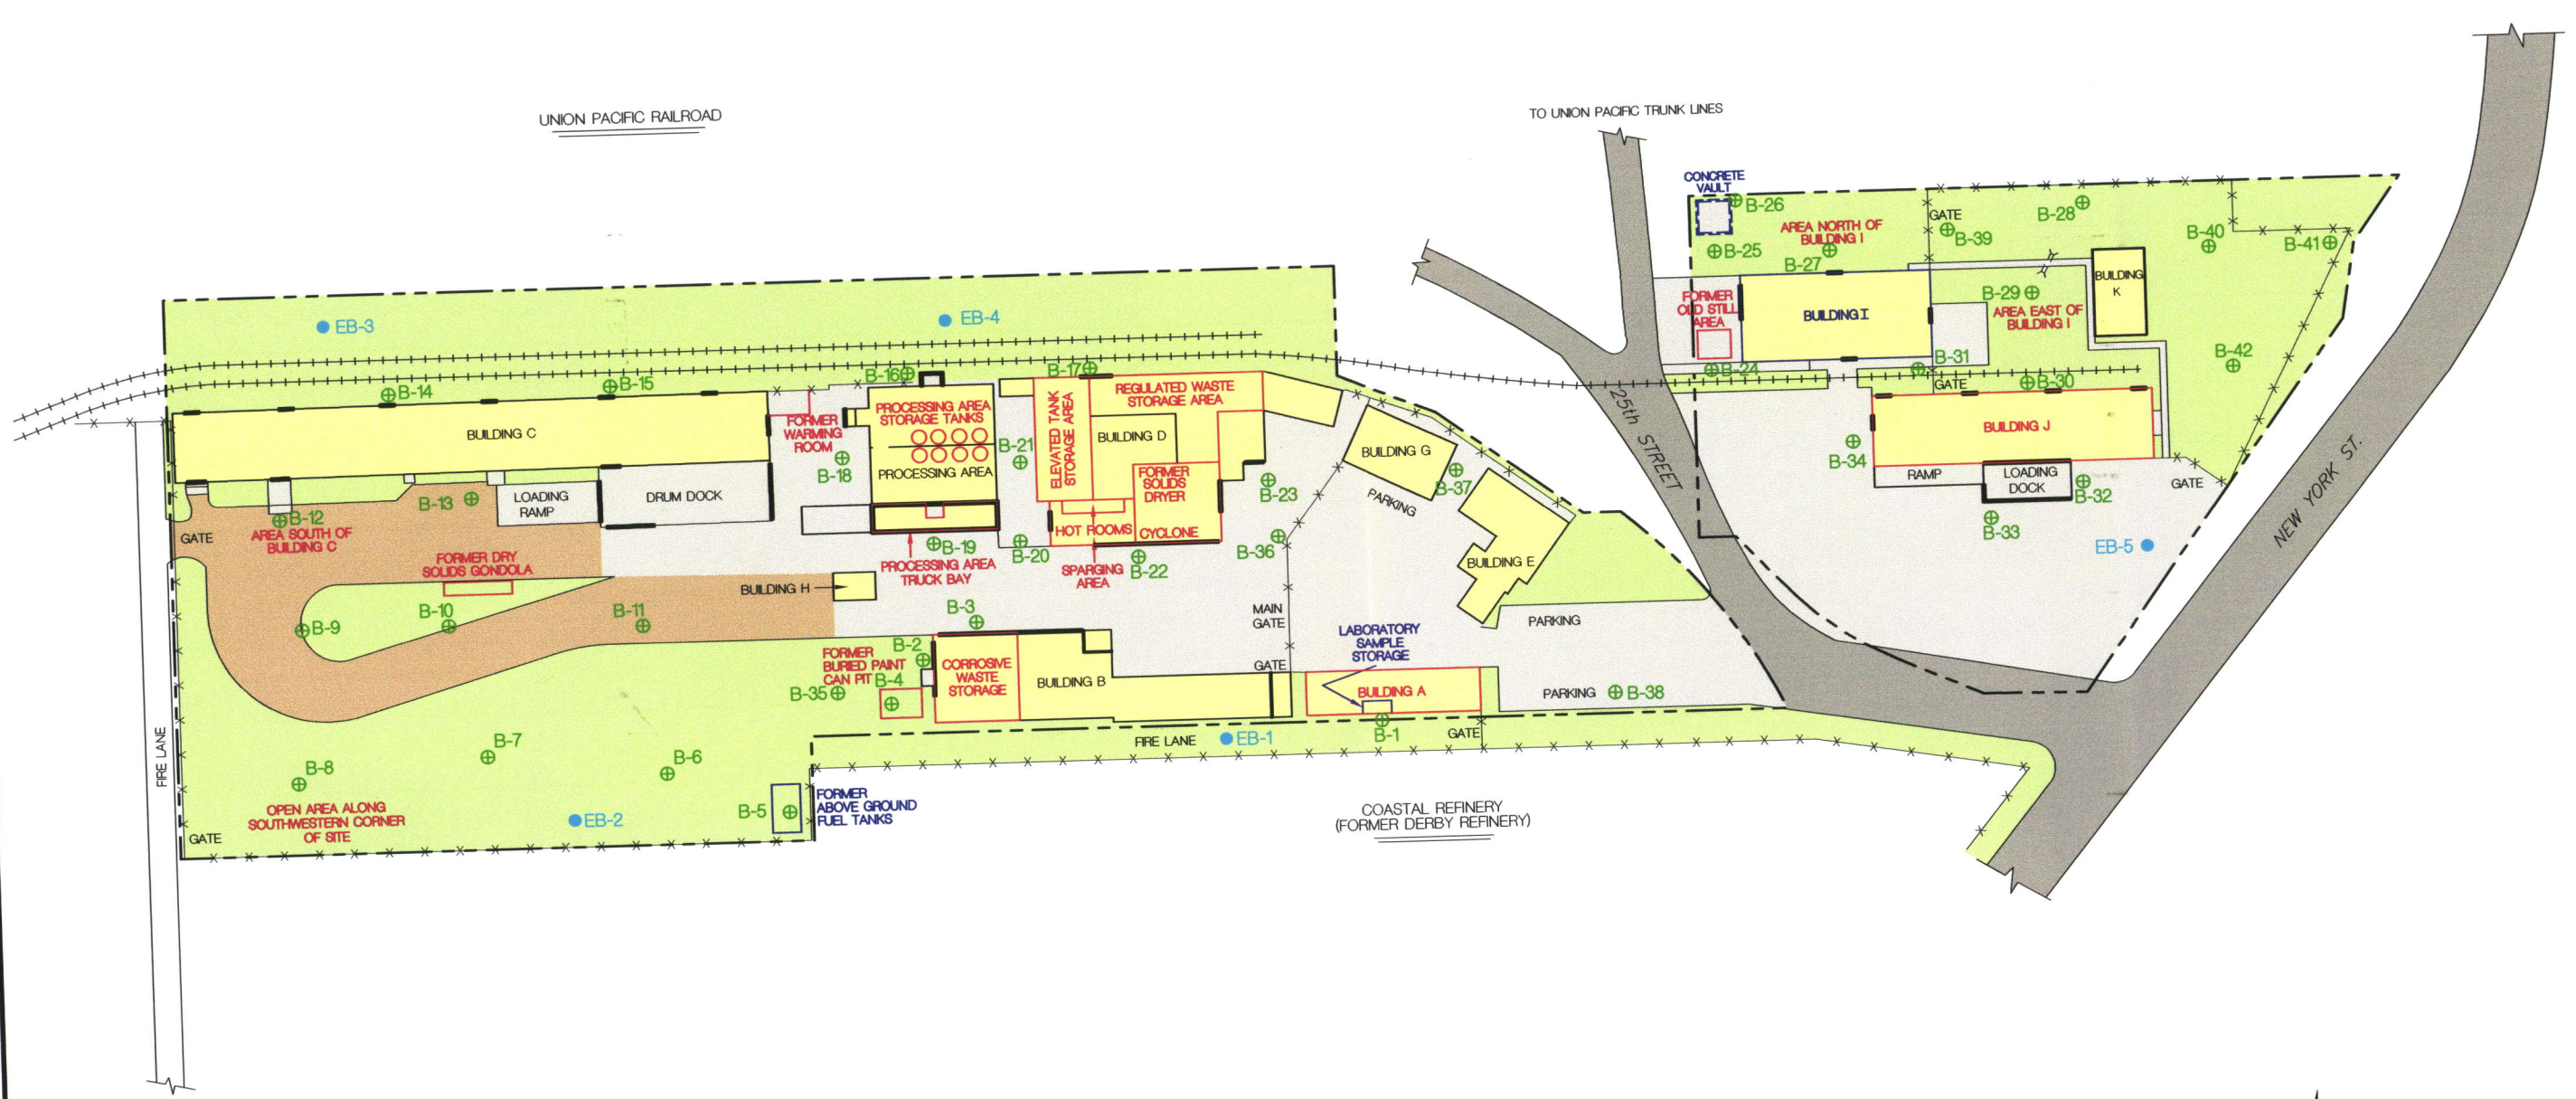 UNION PACIFIC RAILROAD
TO UNION PACIFIC TRUNK LINES
CONCRETE
VAULT
B-26
B-25
AREA NORTH OF
BUILDING I
B-27
GATE
B-39
B-28
B-40
B-41
BUILDING
K
B-29
AREA EAST OF
BUILDING I
FORMER
OLD STILL
AREA
BUILDING I
B-31
B-24
GATE
B-30
B-42
BUILDING J
B-34
RAMP
LOADING
DOCK
B-32
B-33
GATE
EB-5
25th STREET
NEW YORK ST.
EB-3
EB-4
B-14
B-15
B-16
B-17
BUILDING C
FORMER
WARMING
ROOM
B-18
PROCESSING AREA
STORAGE TANKS
PROCESSING AREA
B-21
ELEVATED TANK
STORAGE AREA
REGULATED WASTE
STORAGE AREA
BUILDING D
FORMER
SOLIDS
DRYER
HOT ROOMS
CYCLONE
B-23
BUILDING G
B-37
PARKING
BUILDING E
B-36
B-13
LOADING
RAMP
DRUM DOCK
B-12
AREA SOUTH OF
BUILDING C
GATE
FORMER DRY
SOLIDS GONDOLA
B-19
PROCESSING AREA
TRUCK BAY
B-20
SPARGING
AREA
B-22
BUILDING H
B-10
B-9
B-11
B-3
MAIN
GATE
PARKING
LABORATORY
SAMPLE
STORAGE
FORMER
BURIED PAINT
CAN PIT
B-2
B-4
B-35
CORROSIVE
WASTE
STORAGE
BUILDING B
GATE
BUILDING A
PARKING
B-38
B-1
GATE
FIRE LANE
EB-1
FIRE LANE
B-8
B-7
B-6
B-5
FORMER
ABOVE GROUND
FUEL TANKS
EB-2
OPEN AREA ALONG
SOUTHWESTERN CORNER
OF SITE
GATE
COASTAL REFINERY
(FORMER DERBY REFINERY)